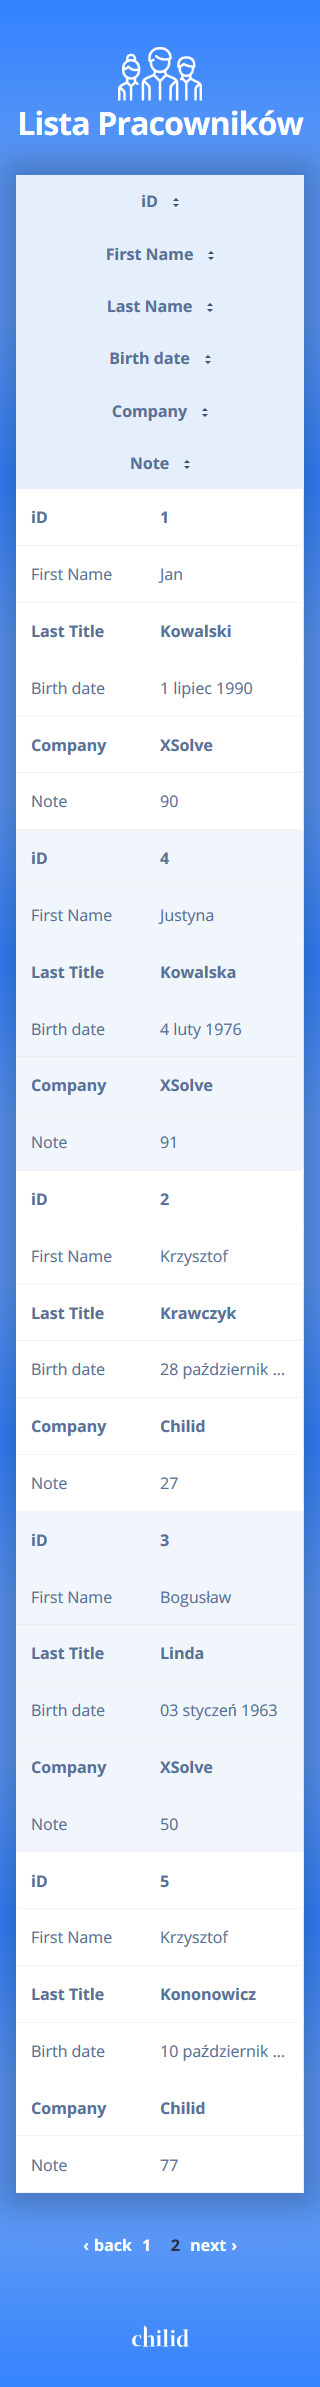 Lista Pracowników
iD
First Name
Last Name
Birth date
Company
Note
iD 1
First Name Jan
Last Title Kowalski
Birth date 1 lipiec 1990
Company XSolve
Note 90
iD 4
First Name Justyna
Last Title Kowalska
Birth date 4 luty 1976
Company XSolve
Note 91
iD 2
First Name Krzysztof
Last Title Krawczyk
Birth date 28 październik ...
Company Chilid
Note 27
iD 3
First Name Bogusław
Last Title Linda
Birth date 03 styczeń 1963
Company XSolve
Note 50
iD 5
First Name Krzysztof
Last Title Kononowicz
Birth date 10 październik ...
Company Chilid
Note 77
‹ back 1 2 next ›
chilid